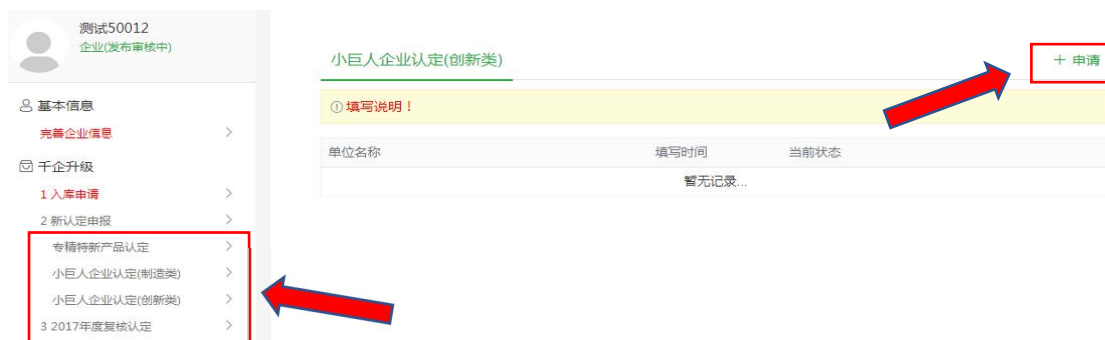 测试50012
企业(发布审核中)
基本信息
完善企业信息
千企升级
1 入库申请
2 新认定申报
专精特新产品认定
小巨人企业认定(制造类)
小巨人企业认定(创新类)
3 2017年度复核认定
小巨人企业认定(创新类)
+ 申请
填写说明！
单位名称 填写时间 当前状态
暂无记录...